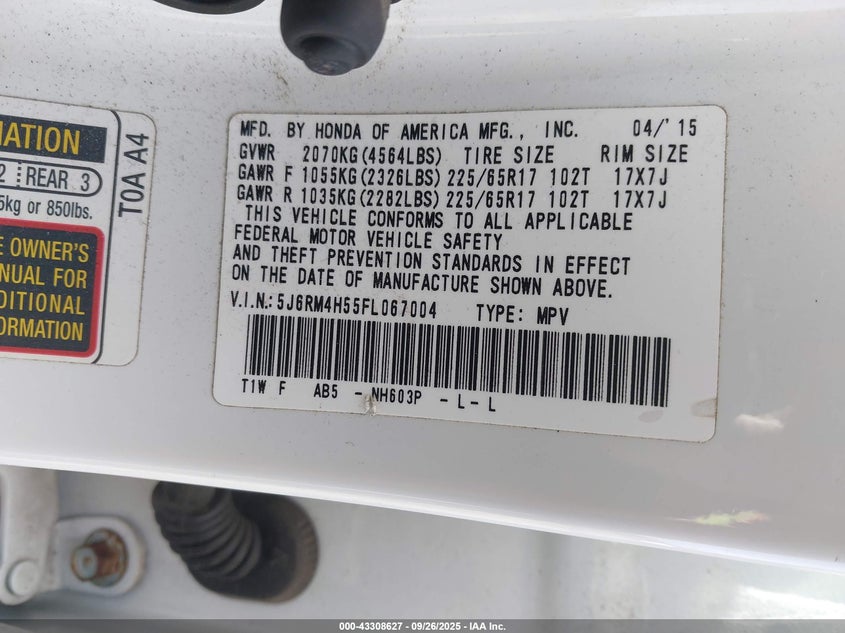 MATION
2 REAR 3
5kg or 850lbs.
E OWNER'S
NUAL FOR
DITIONAL
ORMATION
T0A A4
MFD. BY HONDA OF AMERICA MFG., INC. 04/'15
GVWR 2070KG(4564LBS) TIRE SIZE RIM SIZE
GAWR F 1055KG(2326LBS) 225/65R17 102T 17X7J
GAWR R 1035KG(2282LBS) 225/65R17 102T 17X7J
THIS VEHICLE CONFORMS TO ALL APPLICABLE
FEDERAL MOTOR VEHICLE SAFETY
AND THEFT PREVENTION STANDARDS IN EFFECT
ON THE DATE OF MANUFACTURE SHOWN ABOVE.
V.I.N.:5J6RM4H55FL067004 TYPE: MPV
T1W F AB5 - NH603P - L - L
000-43308627 - 09/26/2025 - IAA Inc.